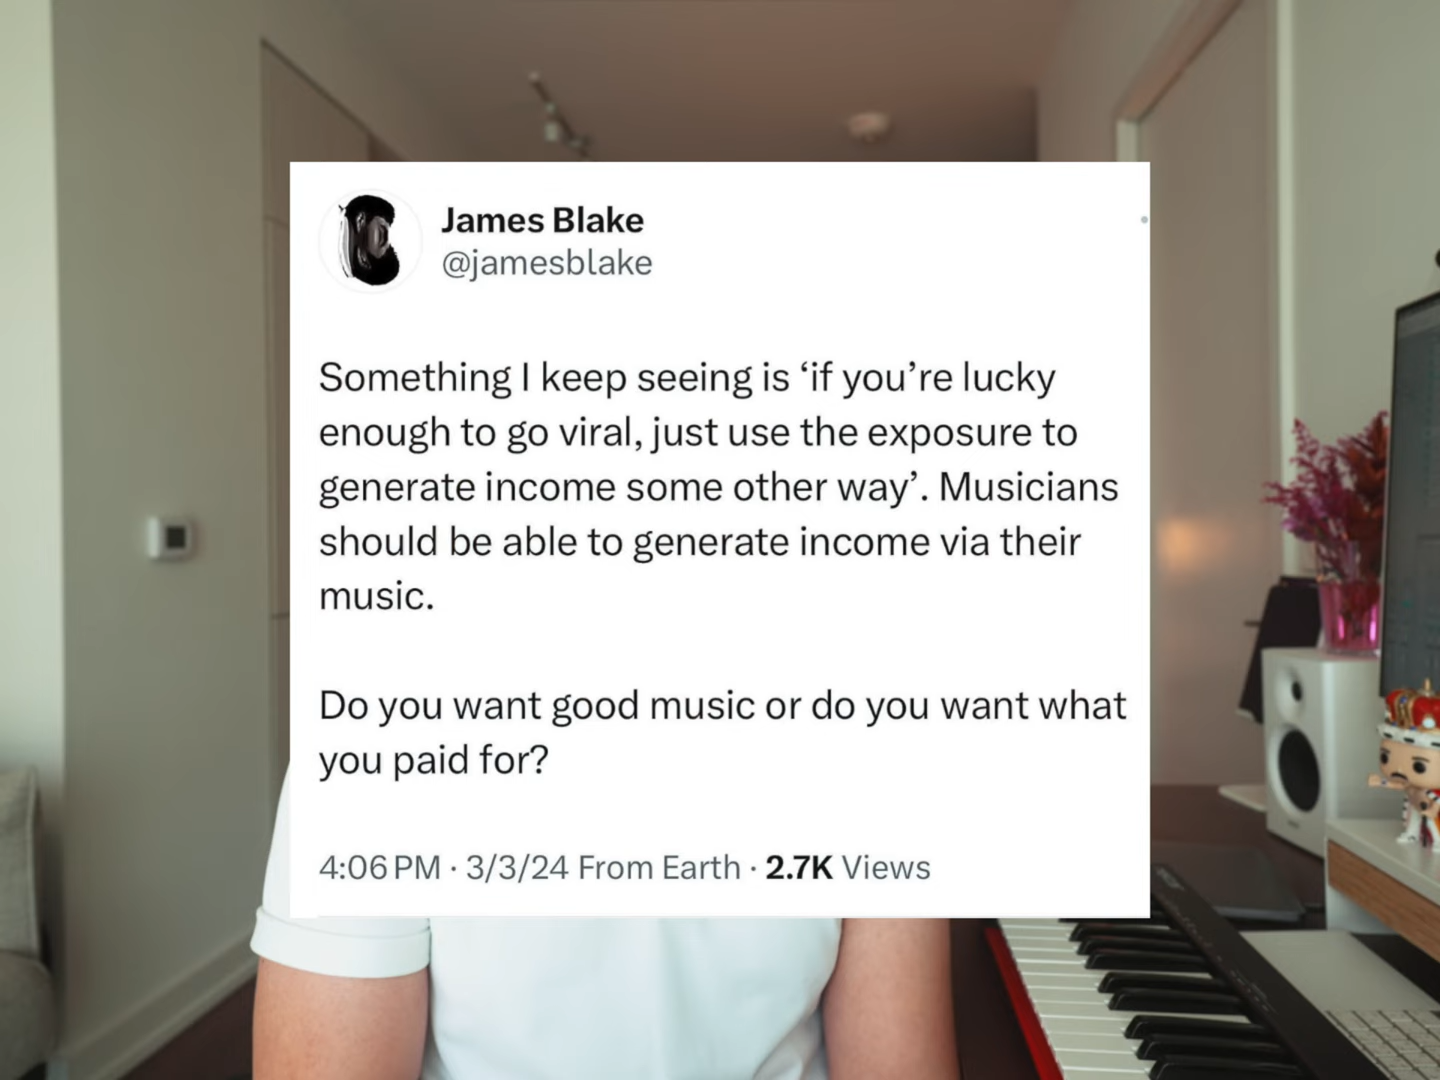 James Blake
@jamesblake
Something I keep seeing is ‘if you’re lucky
enough to go viral, just use the exposure to
generate income some other way’. Musicians
should be able to generate income via their
music.
Do you want good music or do you want what
you paid for?
4:06 PM · 3/3/24 From Earth · 2.7K Views